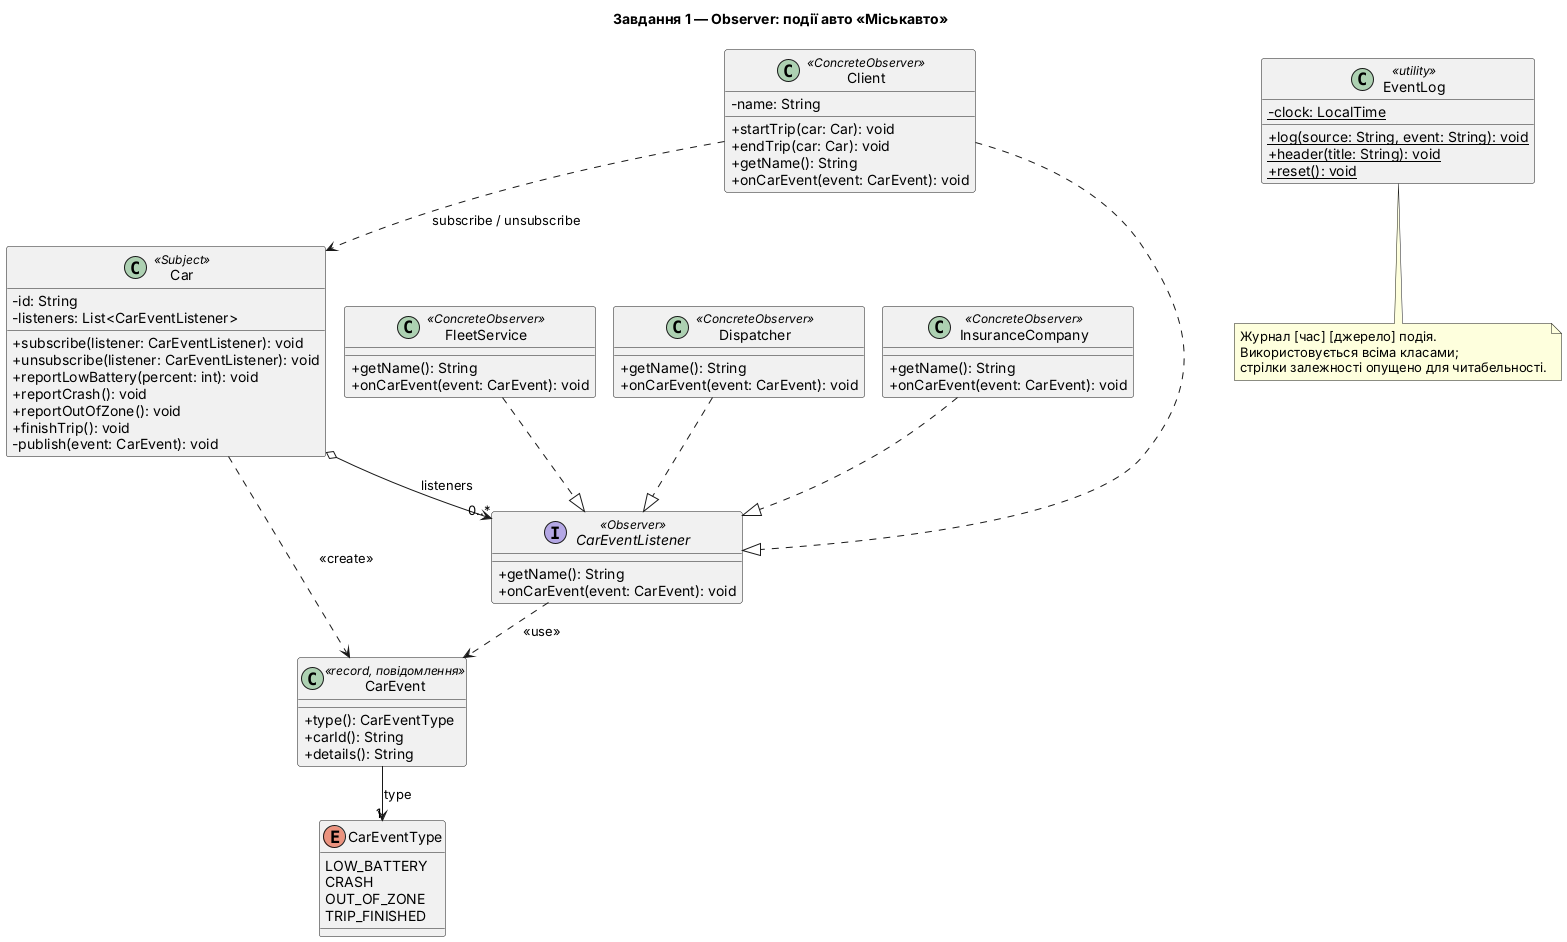 Завдання 1 — Observer: події авто «Міськавто»
«ConcreteObserver»
Client
-name: String
+startTrip(car: Car): void
+endTrip(car: Car): void
+getName(): String
+onCarEvent(event: CarEvent): void
«utility»
EventLog
-clock: LocalTime
+log(source: String, event: String): void
+header(title: String): void
+reset(): void
subscribe / unsubscribe
«Subject»
Car
-id: String
-listeners: List<CarEventListener>
+subscribe(listener: CarEventListener): void
+unsubscribe(listener: CarEventListener): void
+reportLowBattery(percent: int): void
+reportCrash(): void
+reportOutOfZone(): void
+finishTrip(): void
-publish(event: CarEvent): void
«ConcreteObserver»
FleetService
+getName(): String
+onCarEvent(event: CarEvent): void
«ConcreteObserver»
Dispatcher
+getName(): String
+onCarEvent(event: CarEvent): void
«ConcreteObserver»
InsuranceCompany
+getName(): String
+onCarEvent(event: CarEvent): void
Журнал [час] [джерело] подія.
Використовується всіма класами;
стрілки залежності опущено для читабельності.
listeners
0..*
«Observer»
CarEventListener
+getName(): String
+onCarEvent(event: CarEvent): void
«create»
«use»
«record, повідомлення»
CarEvent
+type(): CarEventType
+carId(): String
+details(): String
type
1
E CarEventType
LOW_BATTERY
CRASH
OUT_OF_ZONE
TRIP_FINISHED